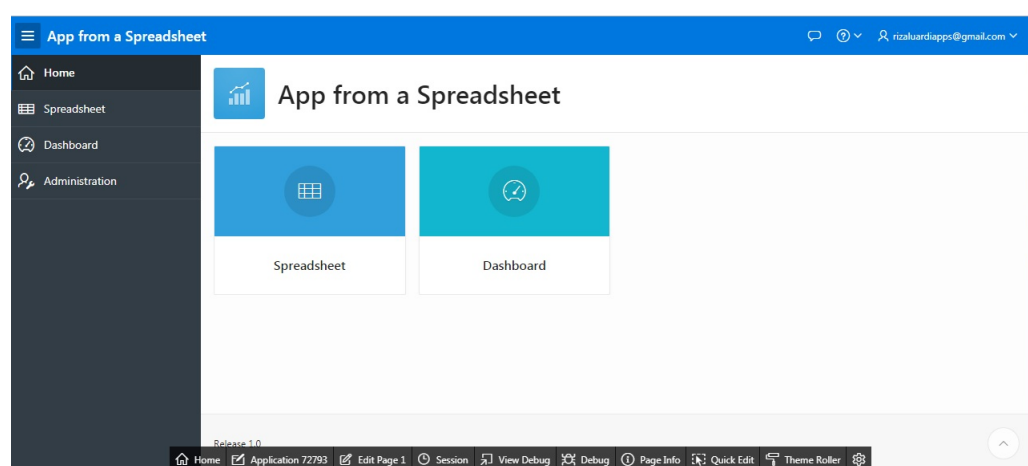 App from a Spreadsheet
rizaluardiapps@gmail.com
Home
Spreadsheet
Dashboard
Administration
App from a Spreadsheet
Spreadsheet
Dashboard
Release 1.0
Home Application 72793 Edit Page 1 Session View Debug Debug Page Info Quick Edit Theme Roller